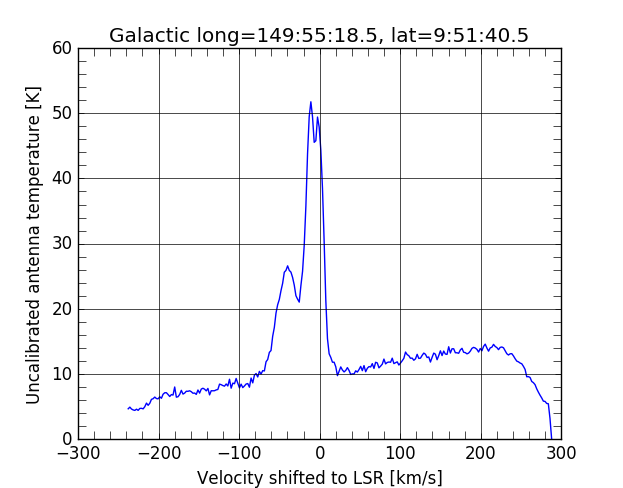 Galactic long=149:55:18.5, lat=9:51:40.5
Uncalibrated antenna temperature [K]
60
50
40
30
20
10
0
−300 −200 −100 0 100 200 300
Velocity shifted to LSR [km/s]